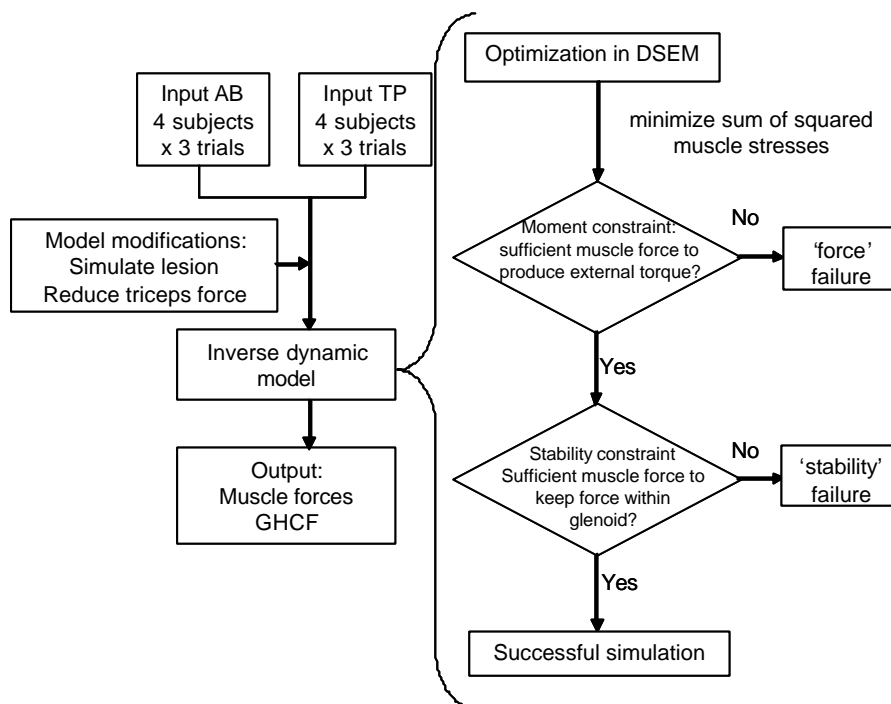 Input AB
4 subjects
x 3 trials
Input TP
4 subjects
x 3 trials
Model modifications:
Simulate lesion
Reduce triceps force
Inverse dynamic
model
Output:
Muscle forces
GHCF
Optimization in DSEM
minimize sum of squared
muscle stresses
Moment constraint:
sufficient muscle force to
produce external torque?
No
‘force’
failure
Yes
Stability constraint
Sufficient muscle force to
keep force within
glenoid?
No
‘stability’
failure
Yes
Successful simulation